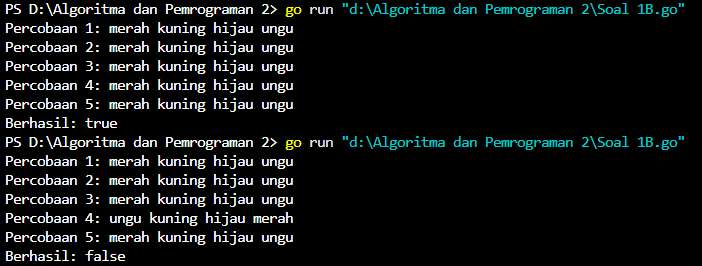 PS D:\Algoritma dan Pemrograman 2> go run "d:\Algoritma dan Pemrograman 2\Soal 1B.go"
Percobaan 1: merah kuning hijau ungu
Percobaan 2: merah kuning hijau ungu
Percobaan 3: merah kuning hijau ungu
Percobaan 4: merah kuning hijau ungu
Percobaan 5: merah kuning hijau ungu
Berhasil: true
PS D:\Algoritma dan Pemrograman 2> go run "d:\Algoritma dan Pemrograman 2\Soal 1B.go"
Percobaan 1: merah kuning hijau ungu
Percobaan 2: merah kuning hijau ungu
Percobaan 3: merah kuning hijau ungu
Percobaan 4: ungu kuning hijau merah
Percobaan 5: merah kuning hijau ungu
Berhasil: false